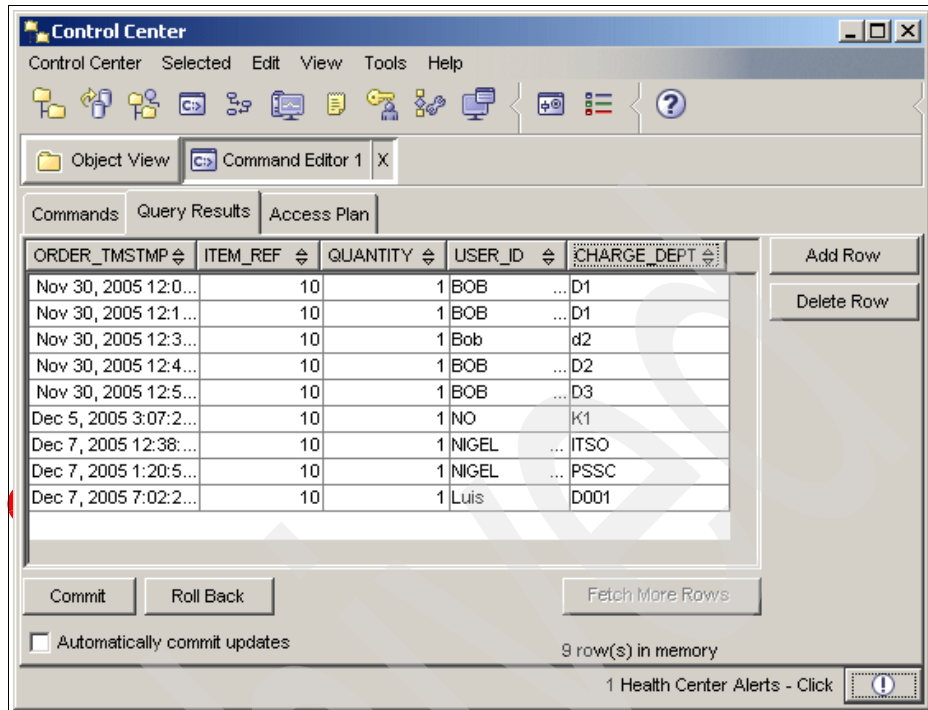 Control Center
Control Center Selected Edit View Tools Help
Object View Command Editor 1 X
Commands Query Results Access Plan
ORDER_TMSTMP ITEM_REF QUANTITY USER_ID CHARGE_DEPT
Add Row
Nov 30, 2005 12:0... 10 1 BOB ... D1
Delete Row
Nov 30, 2005 12:1... 10 1 BOB ... D1
Nov 30, 2005 12:3... 10 1 Bob d2
Nov 30, 2005 12:4... 10 1 BOB ... D2
Nov 30, 2005 12:5... 10 1 BOB ... D3
Dec 5, 2005 3:07:2... 10 1 NO K1
Dec 7, 2005 12:38:... 10 1 NIGEL ... ITSO
Dec 7, 2005 1:20:5... 10 1 NIGEL ... PSSC
Dec 7, 2005 7:02:2... 10 1 Luis D001
Commit Roll Back Fetch More Rows
Automatically commit updates
9 row(s) in memory
1 Health Center Alerts - Click